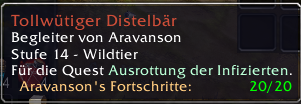 Tollwütiger Distelbär
Begleiter von Aravanson
Stufe 14 - Wildtier
Für die Quest Ausrottung der Infizierten.
Aravanson's Fortschritte: 20/20